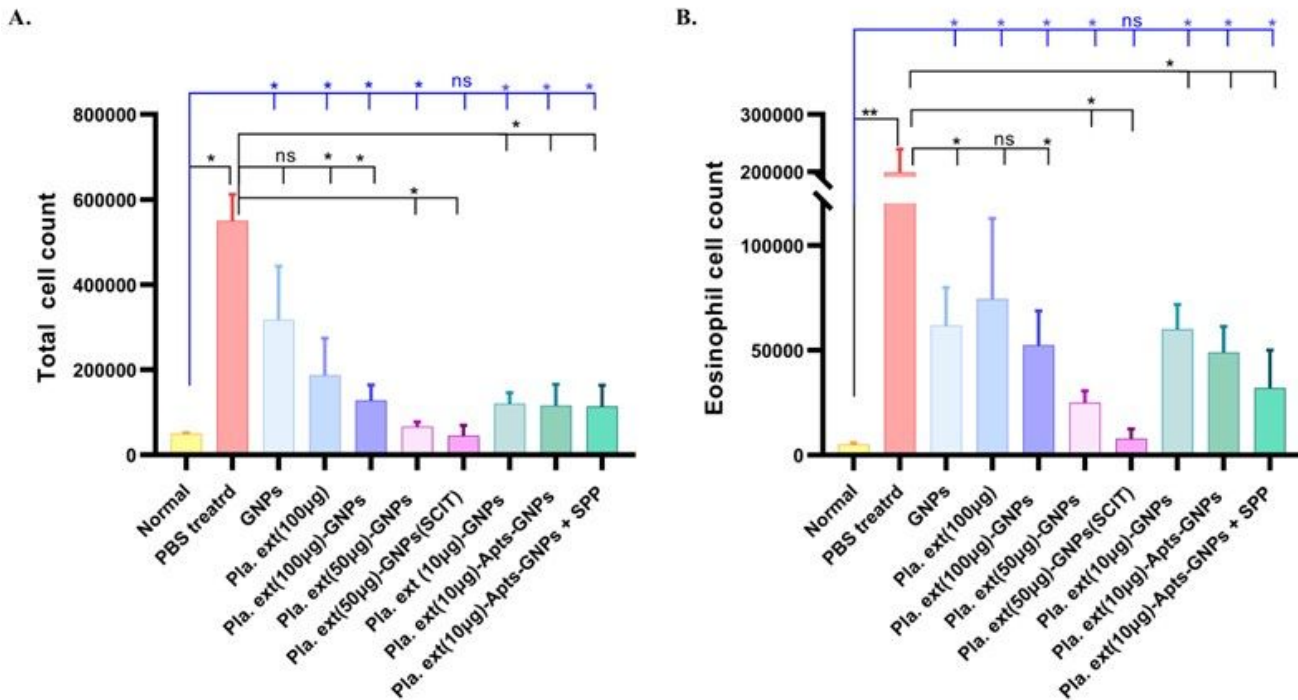 A.
ns
* * * * * * *
800000
*
* ns * *
600000
*
400000
200000
0
Total cell count
Normal
PBS treatrd
GNPs
Pla. ext(100µg)
Pla. ext(100µg)-GNPs
Pla. ext(50µg)-GNPs
Pla. ext(50µg)-GNPs(SCIT)
Pla. ext (10µg)-GNPs
Pla. ext(10µg)-Apts-GNPs
Pla. ext(10µg)-Apts-GNPs + SPP
B.
* * * * ns * * *
*
300000
** *
* ns *
200000
100000
50000
0
Eosinophil cell count
Normal
PBS treatrd
GNPs
Pla. ext(100µg)
Pla. ext(100µg)-GNPs
Pla. ext(50µg)-GNPs
Pla. ext(50µg)-GNPs(SCIT)
Pla. ext(10µg)-GNPs
Pla. ext(10µg)-Apts-GNPs
Pla. ext(10µg)-Apts-GNPs + SPP